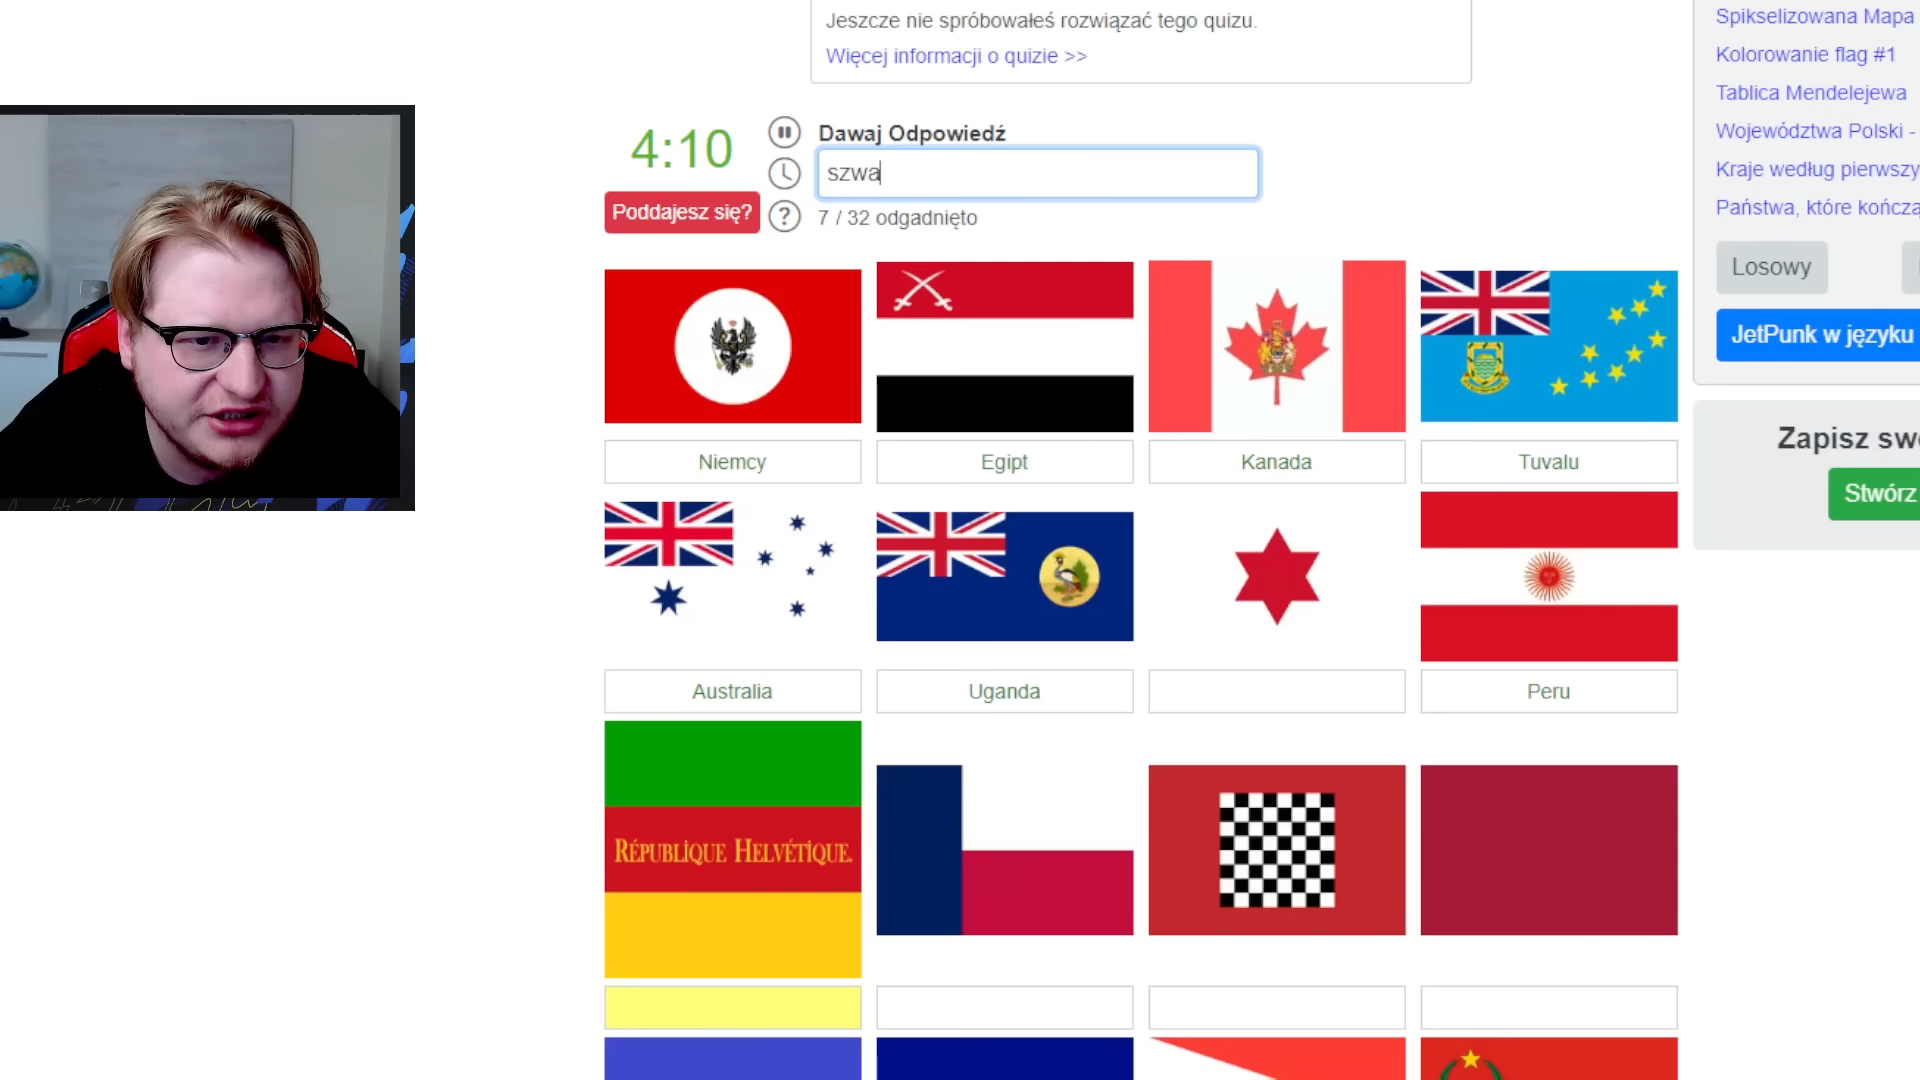 Jeszcze nie spróbowałeś rozwiązać tego quizu.
Więcej informacji o quizie >>
Spikselizowana Mapa
Kolorowanie flag #1
Tablica Mendelejewa
Województwa Polski -
Kraje według pierwszy
Państwa, które kończą
Losowy
JetPunk w języku
Zapisz swo
Stwórz
4:10
Dawaj Odpowiedź
szwa
Poddajesz się?
7 / 32 odgadnięto
Niemcy
Egipt
Kanada
Tuvalu
Australia
Uganda
Peru
RÉPUBLIQUE HELVÉTIQUE.